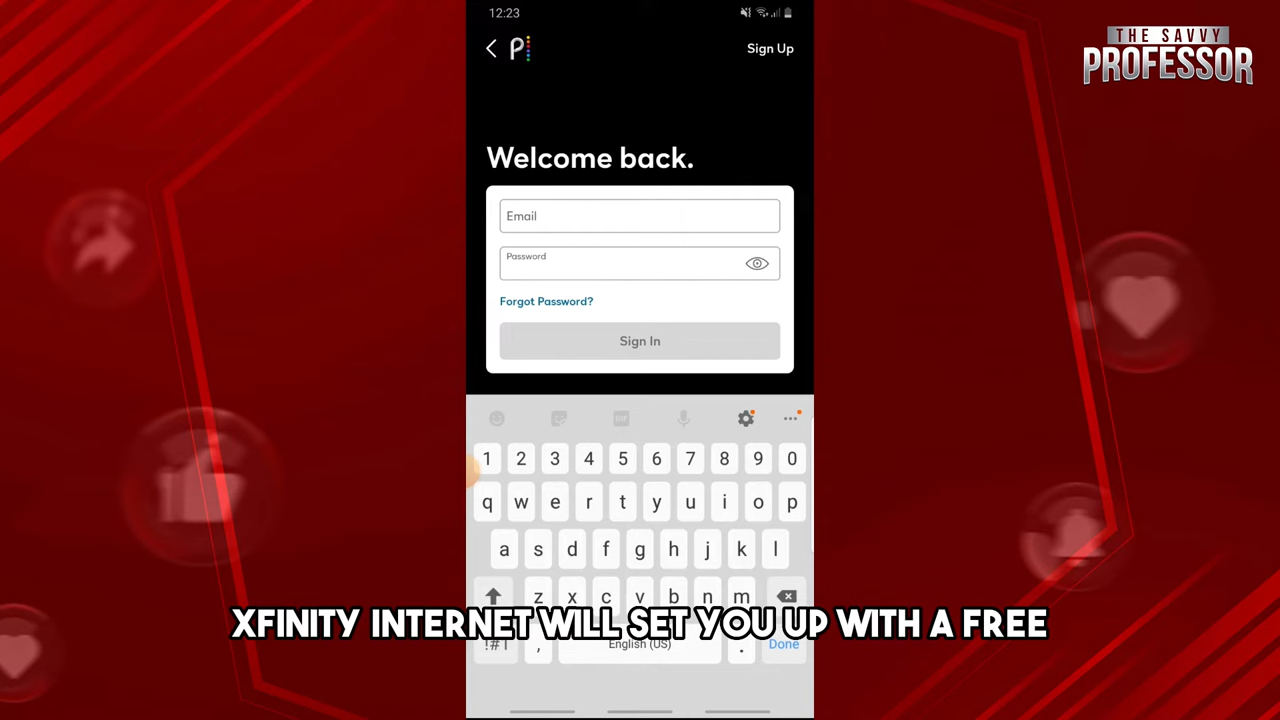 12:23
THE SAVVY
PROFESSOR
P
Sign Up
Welcome back.
Email
Password
Forgot Password?
Sign In
GIF
1 2 3 4 5 6 7 8 9 0
q w e r t y u i o p
a s d f g h j k l
z x c v b n m
XFINITY INTERNET WILL SET YOU UP WITH A FREE
!#1 , English (US) . Done